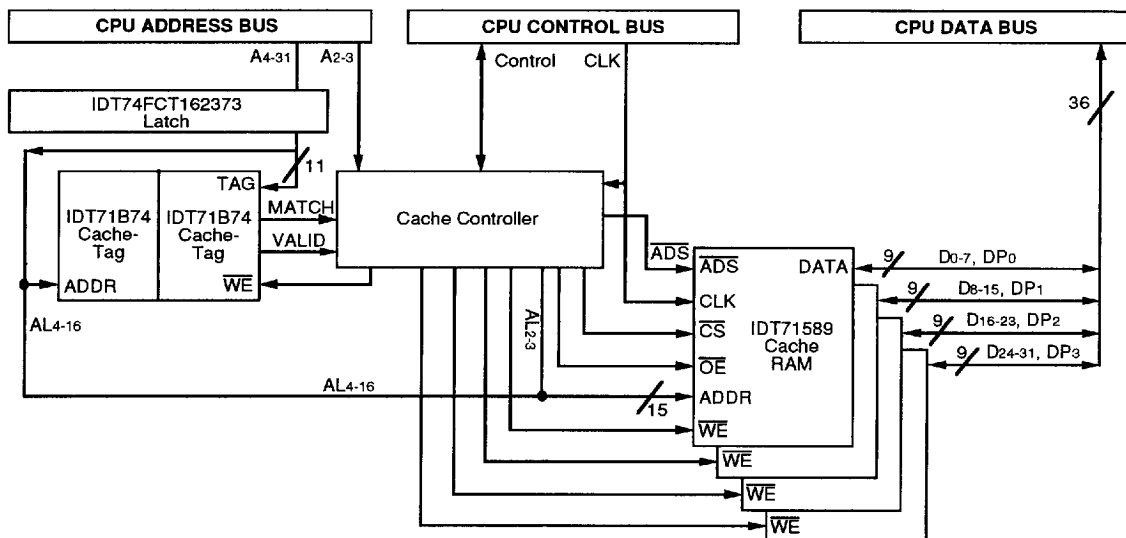 CPU ADDRESS BUS
CPU CONTROL BUS
CPU DATA BUS
A4-31
A2-3
Control
CLK
IDT74FCT162373
Latch
36
11
TAG
MATCH
VALID
IDT71B74
Cache-
Tag
IDT71B74
Cache-
Tag
ADDR
WE
Cache Controller
ADS
ADS
DATA
9
D0-7, DP0
CLK
9
D8-15, DP1
CS
IDT71589
Cache
RAM
9
D16-23, DP2
OE
9
D24-31, DP3
AL4-16
AL2-3
AL4-16
15
ADDR
WE
WE
WE
WE